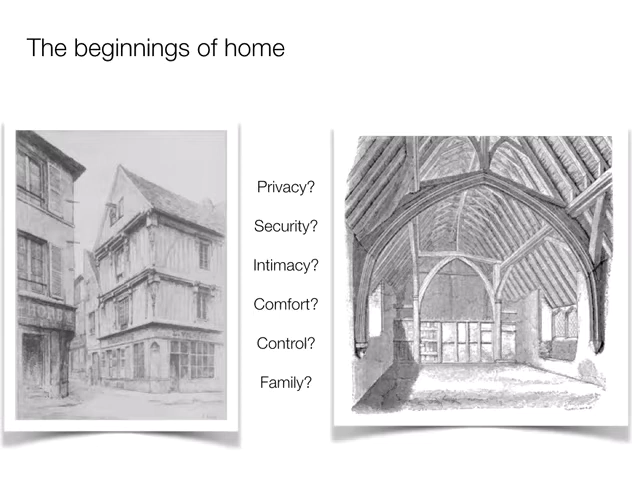 The beginnings of home
Privacy?
Security?
Intimacy?
Comfort?
Control?
Family?